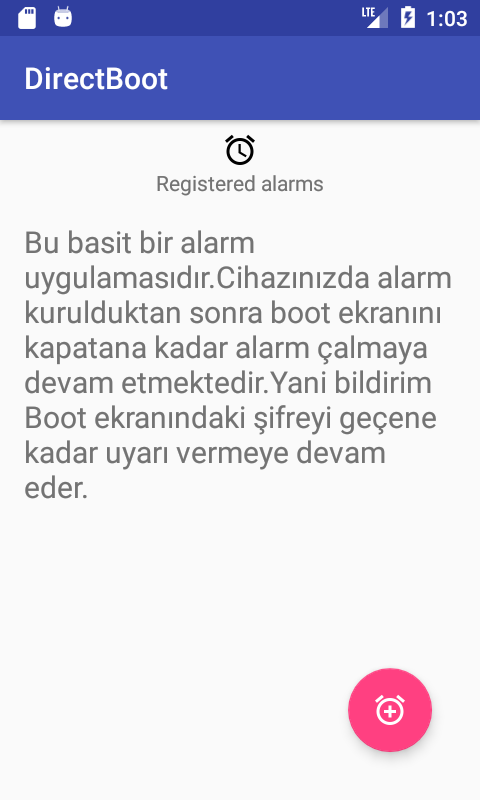 LTE 1:03
DirectBoot
Registered alarms
Bu basit bir alarm
uygulamasıdır.Cihazınızda alarm
kurulduktan sonra boot ekranını
kapatana kadar alarm çalmaya
devam etmektedir.Yani bildirim
Boot ekranındaki şifreyi geçene
kadar uyarı vermeye devam
eder.